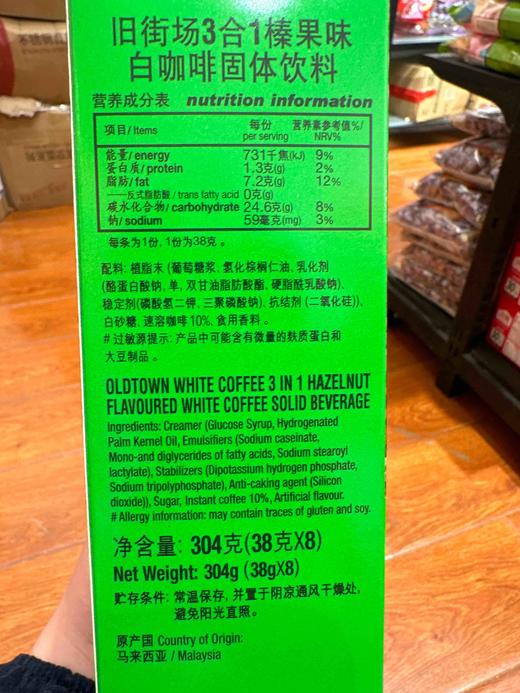 旧街场3合1榛果味
白咖啡固体饮料
营养成分表 nutrition information
项目/Items 每份 per serving 营养素参考值%/ NRV%
能量/energy 731千焦(kJ) 9%
蛋白质/protein 1.3克(g) 2%
脂肪/fat 7.2克(g) 12%
——反式脂肪酸/trans fatty acid 0克(g)
碳水化合物/carbohydrate 24.6克(g) 8%
钠/sodium 59毫克(mg) 3%
每条为1份, 1份为38克。
配料: 植脂末 (葡萄糖浆、氢化棕榈仁油、乳化剂
(酪蛋白酸钠, 单, 双甘油脂肪酸酯, 硬脂酰乳酸钠)、
稳定剂(磷酸氢二钾, 三聚磷酸钠)、抗结剂 (二氧化硅))、
白砂糖、速溶咖啡10%、食用香料。
# 过敏源提示: 产品中可能含有微量的麸质蛋白和
大豆制品。
OLDTOWN WHITE COFFEE 3 IN 1 HAZELNUT
FLAVOURED WHITE COFFEE SOLID BEVERAGE
Ingredients: Creamer (Glucose Syrup, Hydrogenated
Palm Kernel Oil, Emulsifiers (Sodium caseinate,
Mono-and diglycerides of fatty acids, Sodium stearoyl
lactylate), Stabilizers (Dipotassium hydrogen phosphate,
Sodium tripolyphosphate), Anti-caking agent (Silicon
dioxide)), Sugar, Instant coffee 10%, Artificial flavour.
# Allergy information: may contain traces of gluten and soy.
净含量: 304克(38克X8)
Net Weight: 304g (38gX8)
贮存条件: 常温保存, 并置于阴凉通风干燥处,
避免阳光直照。
原产国 Country of Origin:
马来西亚 / Malaysia